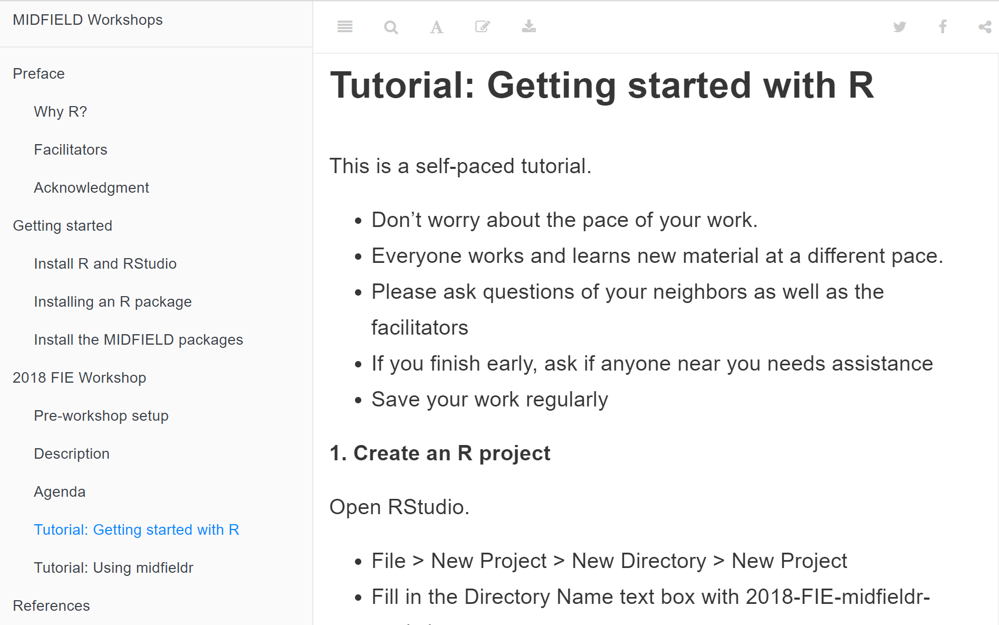 MIDFIELD Workshops
Preface
Why R?
Facilitators
Acknowledgment
Getting started
Install R and RStudio
Installing an R package
Install the MIDFIELD packages
2018 FIE Workshop
Pre-workshop setup
Description
Agenda
Tutorial: Getting started with R
Tutorial: Using midfieldr
References
Tutorial: Getting started with R
This is a self-paced tutorial.
• Don’t worry about the pace of your work.
• Everyone works and learns new material at a different pace.
• Please ask questions of your neighbors as well as the
facilitators
• If you finish early, ask if anyone near you needs assistance
• Save your work regularly
1. Create an R project
Open RStudio.
• File > New Project > New Directory > New Project
• Fill in the Directory Name text box with 2018-FIE-midfieldr-